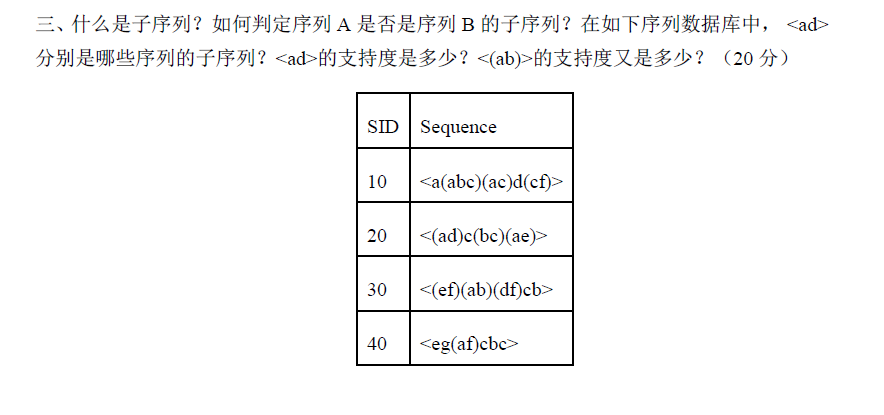 三、什么是子序列？如何判定序列 A 是否是序列 B 的子序列？在如下序列数据库中， <ad>
分别是哪些序列的子序列？<ad>的支持度是多少？<(ab)>的支持度又是多少？（20 分）
SID Sequence
10 <a(abc)(ac)d(cf)>
20 <(ad)c(bc)(ae)>
30 <(ef)(ab)(df)cb>
40 <eg(af)cbc>